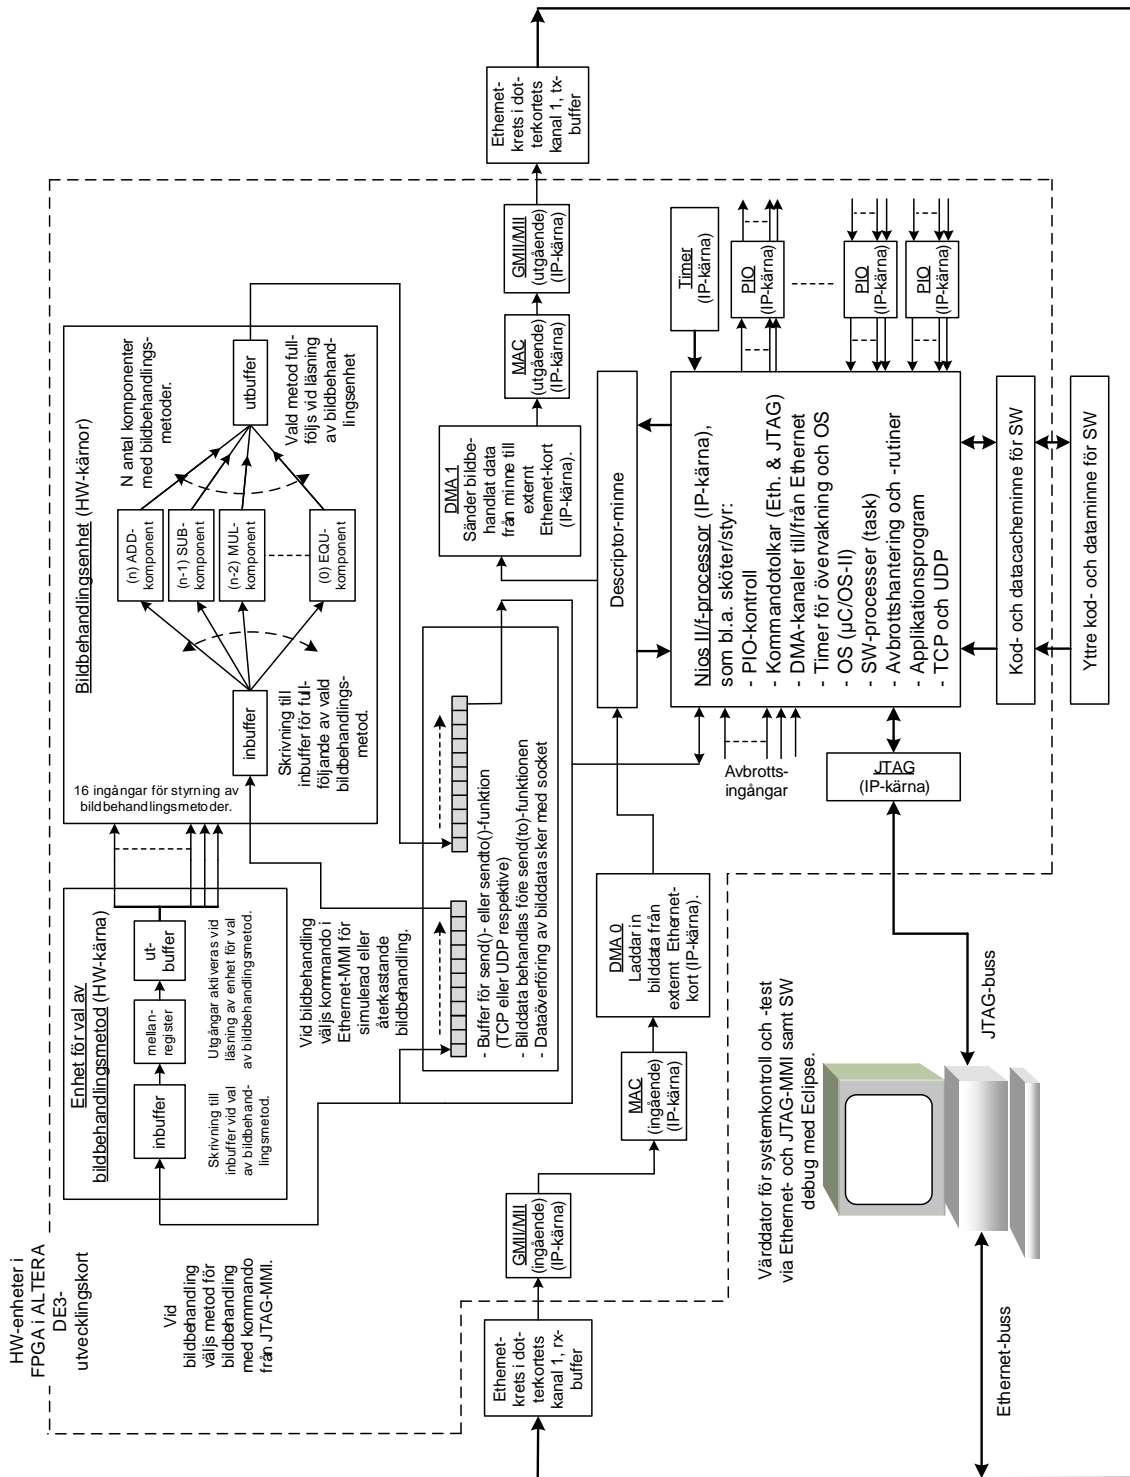 HW-enheter i
FPGA i ALTERA
DE3-
utvecklingskort
Vid
bildbehandling
väljs metod för
bildbehandling
med kommando
från JTAG-MMI.
Enhet för val av
bildbehandlingsmetod (HW-kärna)
inbuffer
mellan-
register
ut-
buffer
Skrivning till
inbuffer vid val
av bildbehand-
lingsmetod.
Utgångar aktiveras vid
läsning av enhet för val
av bildbehandlingsmetod.
Bildbehandlingsenhet (HW-kärnor)
16 ingångar för styrning av
bildbehandlingsmetoder.
inbuffer
Skrivning till
inbuffer för full-
följande av vald
bildbehandlings-
metod.
(n) ADD-
komponent
(n-1) SUB-
komponent
(n-2) MUL-
komponent
(0) EQU-
komponent
N antal komponenter
med bildbehandlings-
metoder.
utbuffer
Vald metod full-
följs vid läsning
av bildbehand-
lingsenhet
Vid bildbehandling
väljs kommando i
Ethernet-MMI för
simulerad eller
återkastande
bildbehandling.
- Buffer för send()- eller sendto()-funktion
(TCP eller UDP respektive)
- Bilddata behandlas före send(to)-funktionen
- Dataöverföring av bilddata sker med socket
Ethernet-
krets i dot-
terkortets
kanal 1, rx-
buffer
GMII/MII
(ingående)
(IP-kärna)
MAC
(ingående)
(IP-kärna)
DMA 0
Laddar in
bilddata från
externt Ethernet-
kort (IP-kärna).
Descriptor-minne
DMA 1
Sänder bildbe-
handlat data
från minne till
externt
Ethernet-kort
(IP-kärna).
MAC
(utgående)
(IP-kärna)
GMII/MII
(utgående)
(IP-kärna)
Ethernet-
krets i dot-
terkortets
kanal 1, tx-
buffer
Avbrotts-
ingångar
Nios II/f-processor (IP-kärna),
som bl.a. sköter/styr:
- PIO-kontroll
- Kommandotolkar (Eth. & JTAG)
- DMA-kanaler till/från Ethernet
- Timer för övervakning och OS
- OS (µC/OS-II)
- SW-processer (task)
- Avbrottshantering och -rutiner
- Applikationsprogram
- TCP och UDP
Timer
(IP-kärna)
PIO
(IP-kärna)
PIO
(IP-kärna)
PIO
(IP-kärna)
JTAG
(IP-kärna)
Kod- och datacacheminne för SW
Yttre kod- och dataminne för SW
Värddator för systemkontroll och -test
via Ethernet- och JTAG-MMI samt SW
debug med Eclipse.
JTAG-buss
Ethernet-buss